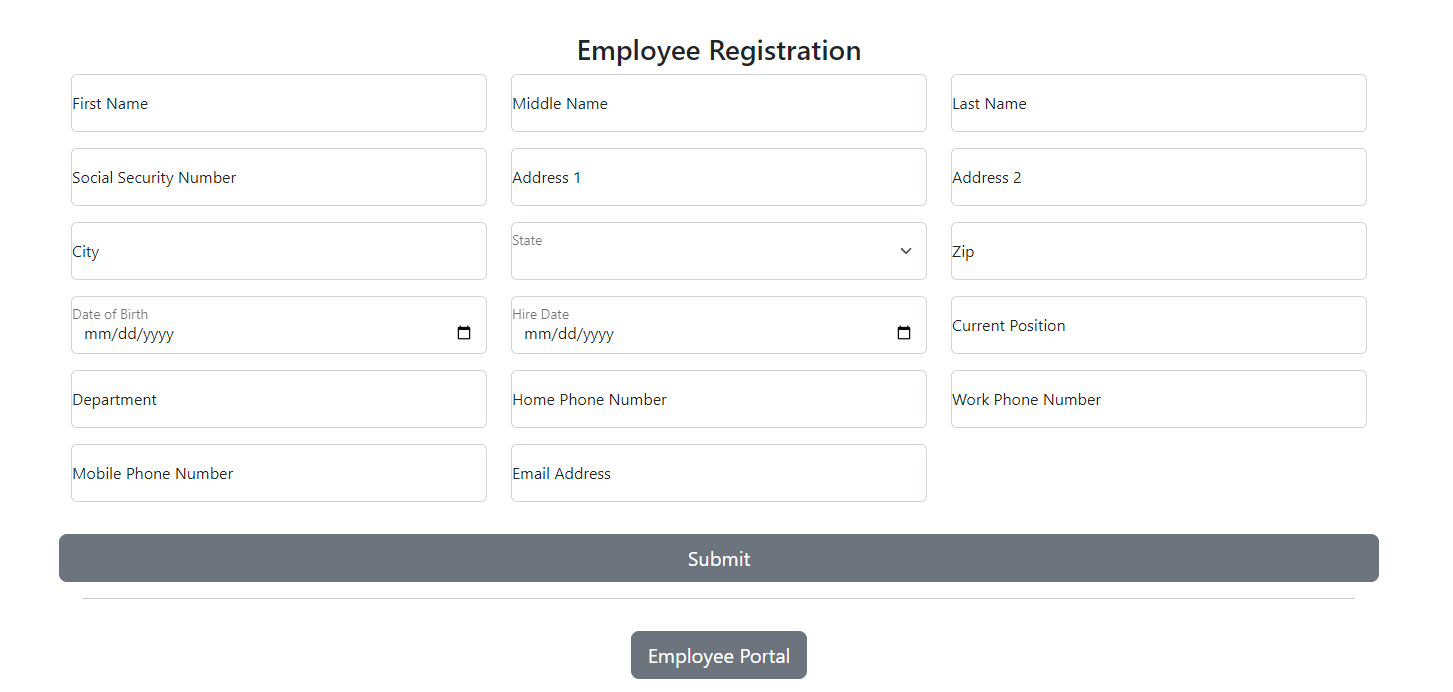 Employee Registration
First Name
Middle Name
Last Name
Social Security Number
Address 1
Address 2
City
State
Zip
Date of Birth
mm/dd/yyyy
Hire Date
mm/dd/yyyy
Current Position
Department
Home Phone Number
Work Phone Number
Mobile Phone Number
Email Address
Submit
Employee Portal